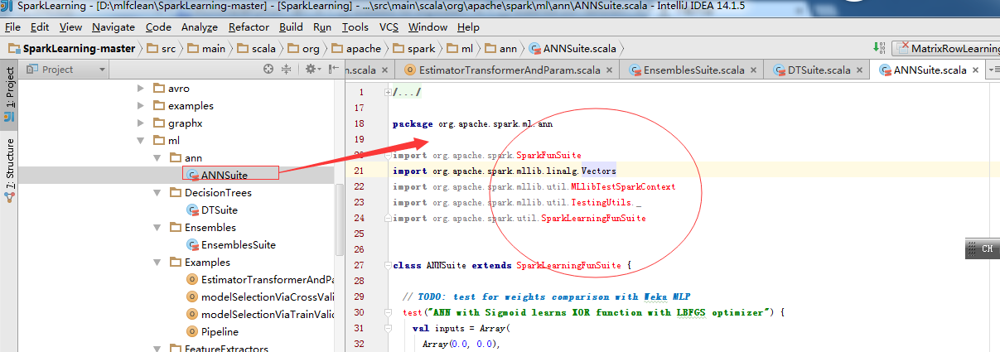 SparkLearning - [D:\mlfclean\SparkLearning-master] - [SparkLearning] - ...\src\main\scala\org\apache\spark\ml\ann\ANNSuite.scala - IntelliJ IDEA 14.1.5
File Edit View Navigate Code Analyze Refactor Build Run Tools VCS Window Help
SparkLearning-master src main scala org apache spark ml ann ANNSuite.scala MatrixRowLearning
Project n.scala EstimatorTransformerAndParam.scala EnsemblesSuite.scala DTSuite.scala ANNSuite.scala
1: Project
7: Structure
avro
examples
graphx
ml
ann
ANNSuite
DecisionTrees
DTSuite
Ensembles
EnsemblesSuite
Examples
EstimatorTransformerAndPara
modelSelectionViaCrossValid
modelSelectionViaTrainValid
Pipeline
FeatureExtractors
1 /.../
17
18 package org.apache.spark.ml.ann
19
20 import org.apache.spark.SparkFunSuite
21 import org.apache.spark.mllib.linalg.Vectors
22 import org.apache.spark.mllib.util.MLlibTestSparkContext
23 import org.apache.spark.mllib.util.TestingUtils._
24 import org.apache.spark.util.SparkLearningFunSuite
25
26
27 class ANNSuite extends SparkLearningFunSuite {
28
29 // TODO: test for weights comparison with Weka MLP
30 test("ANN with Sigmoid learns XOR function with LBFGS optimizer") {
31 val inputs = Array(
32 Array(0.0, 0.0),
CH